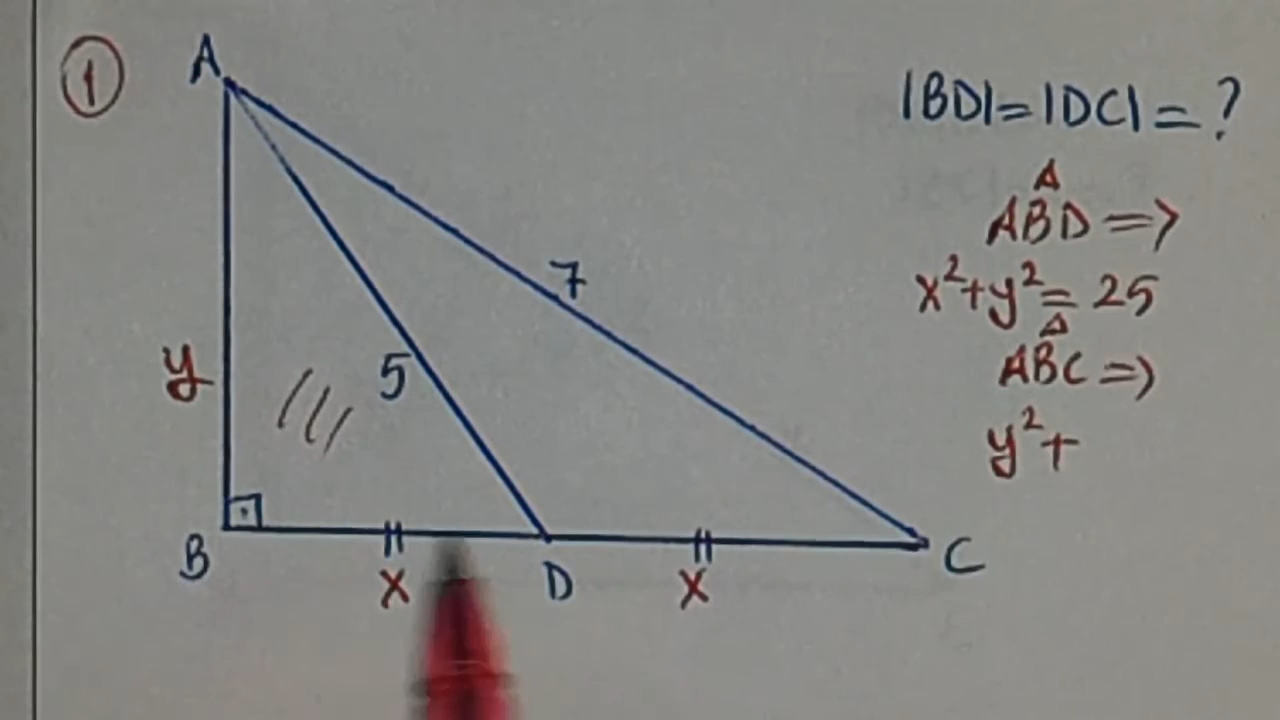 1
A
|BD| = |DC| = ?
ABD =>
x² + y² = 25
ABC =>
y² +
7
5
y
B
x
D
x
C